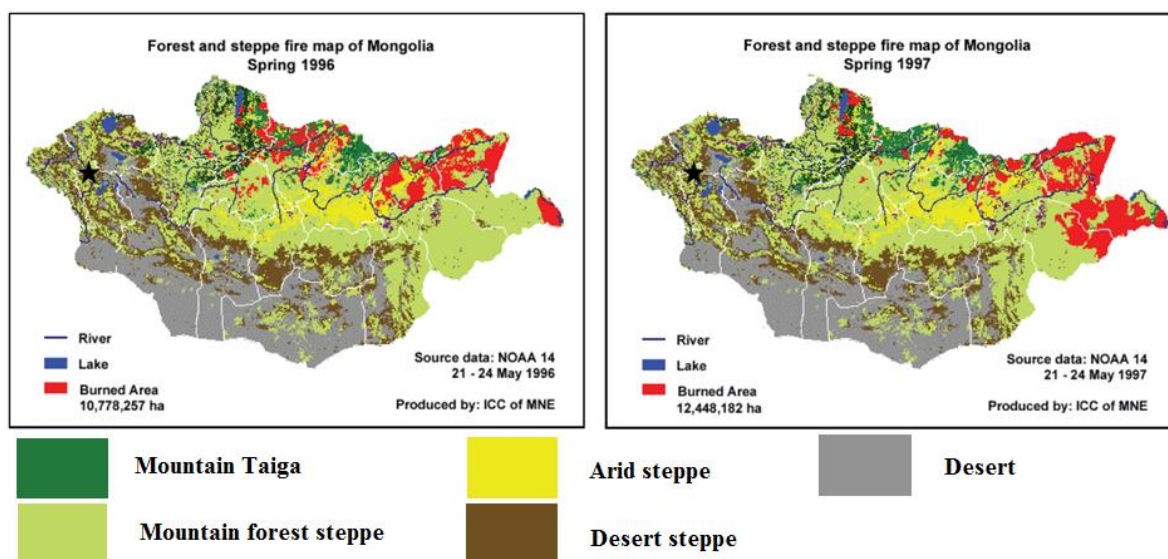 Forest and steppe fire map of Mongolia
Spring 1996
River
Lake
Burned Area
10,778,257 ha
Source data: NOAA 14
21 - 24 May 1996
Produced by: ICC of MNE
Forest and steppe fire map of Mongolia
Spring 1997
River
Lake
Burned Area
12,448,182 ha
Source data: NOAA 14
21 - 24 May 1997
Produced by: ICC of MNE
Mountain Taiga
Arid steppe
Desert
Mountain forest steppe
Desert steppe